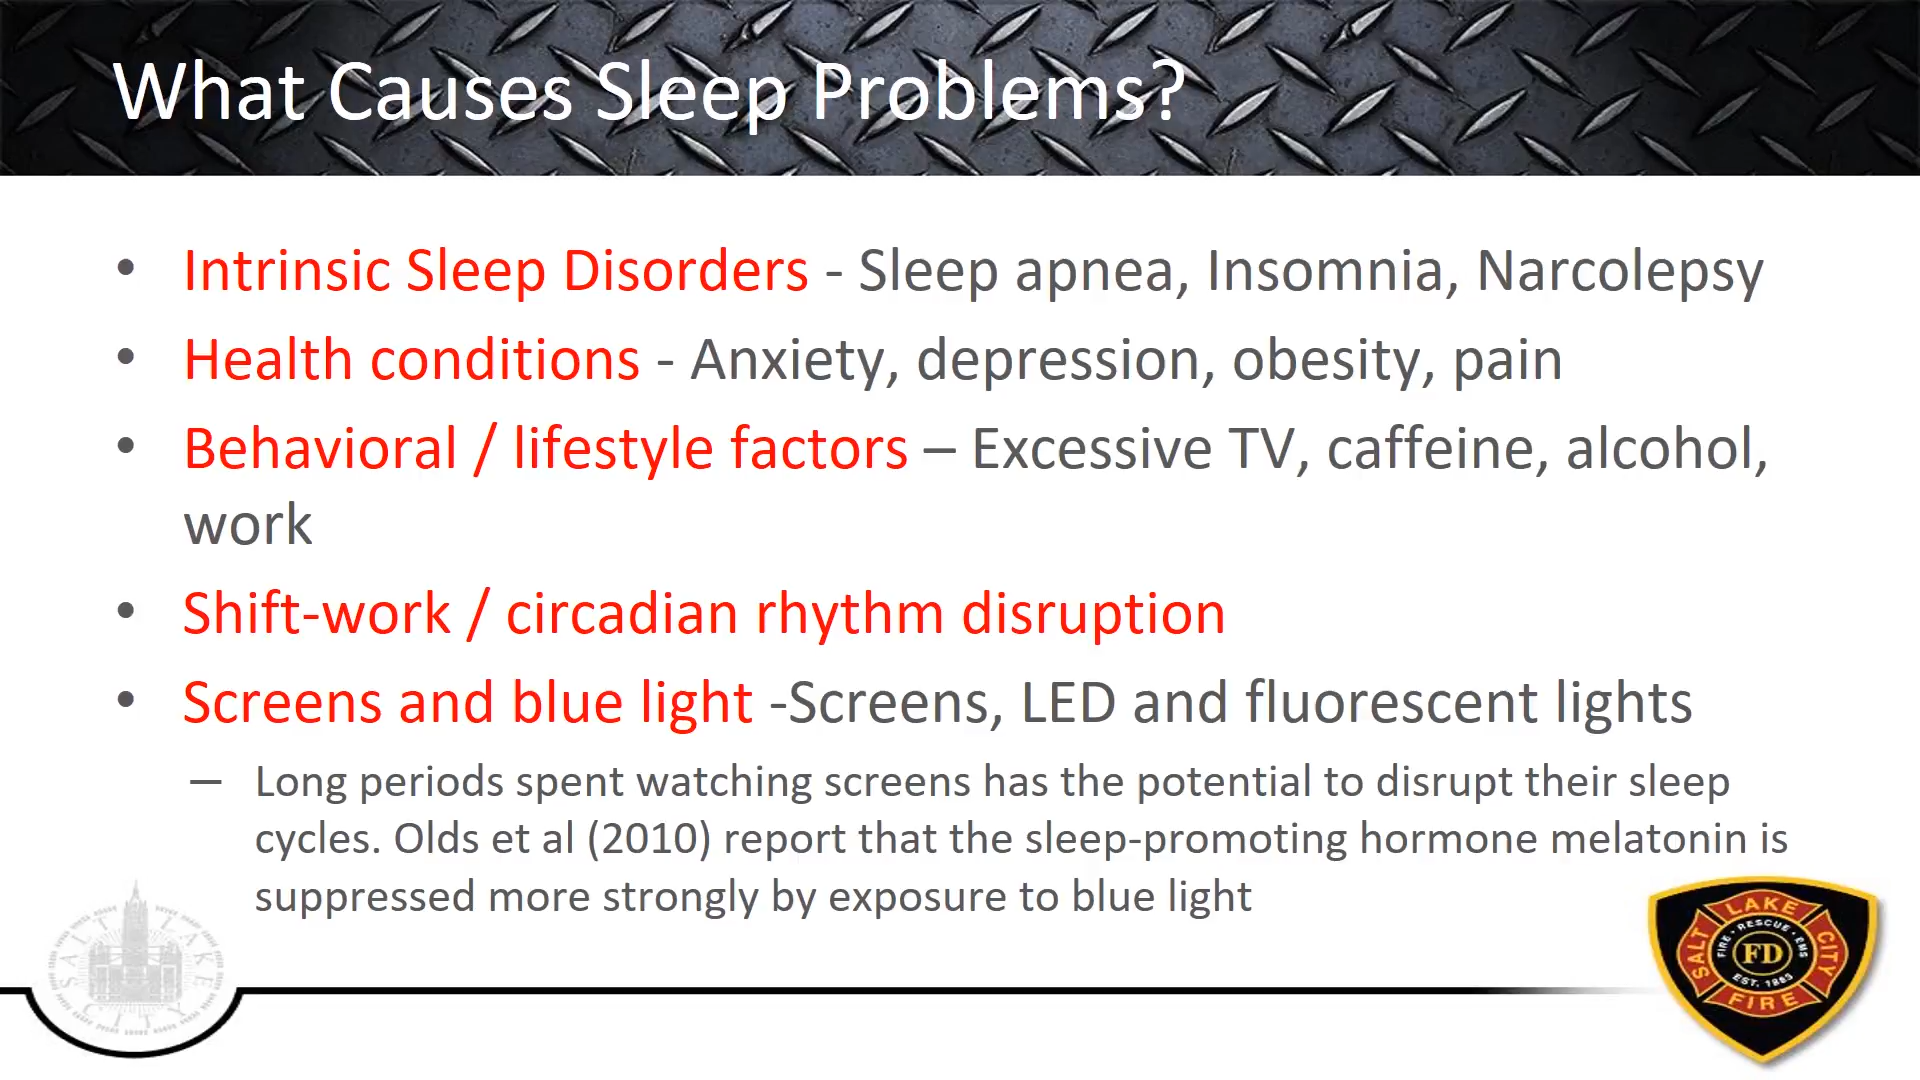 What Causes Sleep Problems?
• Intrinsic Sleep Disorders - Sleep apnea, Insomnia, Narcolepsy
• Health conditions - Anxiety, depression, obesity, pain
• Behavioral / lifestyle factors – Excessive TV, caffeine, alcohol,
work
• Shift-work / circadian rhythm disruption
• Screens and blue light -Screens, LED and fluorescent lights
— Long periods spent watching screens has the potential to disrupt their sleep
cycles. Olds et al (2010) report that the sleep-promoting hormone melatonin is
suppressed more strongly by exposure to blue light
SALT LAKE
CITY
SALT LAKE CITY
FIRE • RESCUE • EMS
FD
EST. 1883
FIRE